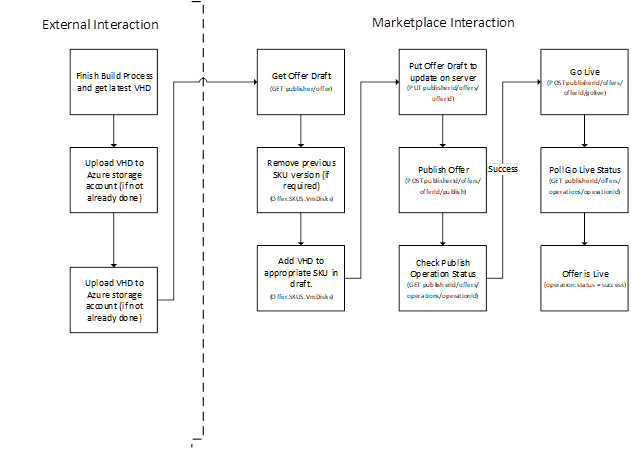 External Interaction
Marketplace Interaction
Finish Build Process
and get latest VHD
Upload VHD to
Azure storage
account (if not
already done)
Upload VHD to
Azure storage
account (if not
already done)
Get Offer Draft
(GET publisher/offer)
Remove previous
SKU version (if
required)
(Offer.SKUS.VmDisks)
Add VHD to
appropriate SKU in
draft.
(Offer.SKUS.VmDisks)
Put Offer Draft to
update on server
(PUT publisherId/offers/
offerId)
Publish Offer
(POST publisherId/offers/
offerId/publish)
Check Publish
Operation Status
(GET publisherId/offers/
operations/operationId)
Success
Go Live
(POST publisherId/offers/
offerId/golive)
Poll Go Live Status
(GET publisherId/offers/
operations/operationId)
Offer is Live
(operation.status = success)